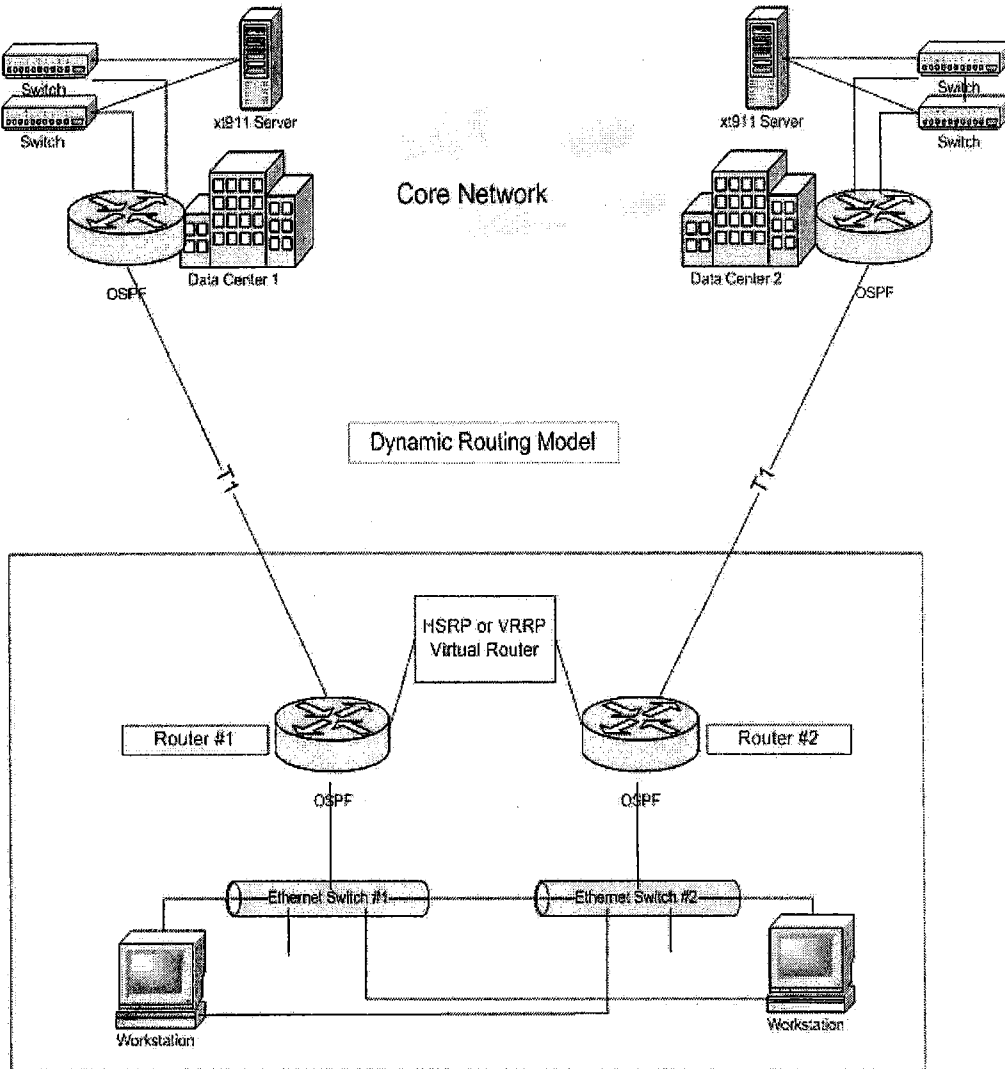 Switch
Switch
xt911 Server
xt911 Server
Switch
Switch
Core Network
Data Center 1
OSPF
Data Center 2
OSPF
Dynamic Routing Model
T1
T1
HSRP or VRRP
Virtual Router
Router #1
Router #2
OSPF
OSPF
Ethernet Switch #1
Ethernet Switch #2
Workstation
Workstation